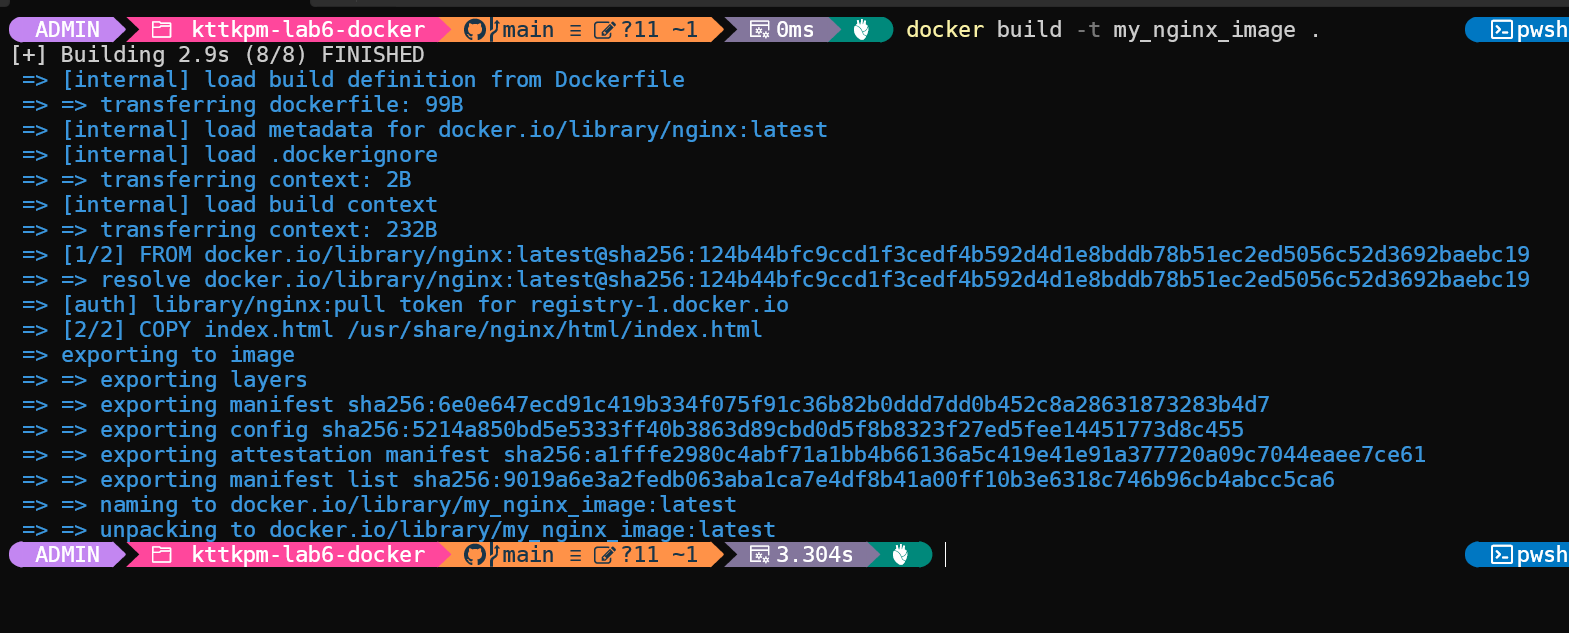 ADMIN kttkpm-lab6-docker main ≡ ?11 ~1 0ms docker build -t my_nginx_image . pwsh
[+] Building 2.9s (8/8) FINISHED
=> [internal] load build definition from Dockerfile
=> => transferring dockerfile: 99B
=> [internal] load metadata for docker.io/library/nginx:latest
=> [internal] load .dockerignore
=> => transferring context: 2B
=> [internal] load build context
=> => transferring context: 232B
=> [1/2] FROM docker.io/library/nginx:latest@sha256:124b44bfc9ccd1f3cedf4b592d4d1e8bddb78b51ec2ed5056c52d3692baebc19
=> => resolve docker.io/library/nginx:latest@sha256:124b44bfc9ccd1f3cedf4b592d4d1e8bddb78b51ec2ed5056c52d3692baebc19
=> [auth] library/nginx:pull token for registry-1.docker.io
=> [2/2] COPY index.html /usr/share/nginx/html/index.html
=> exporting to image
=> => exporting layers
=> => exporting manifest sha256:6e0e647ecd91c419b334f075f91c36b82b0ddd7dd0b452c8a28631873283b4d7
=> => exporting config sha256:5214a850bd5e5333ff40b3863d89cbd0d5f8b8323f27ed5fee14451773d8c455
=> => exporting attestation manifest sha256:a1fffe2980c4abf71a1bb4b66136a5c419e41e91a377720a09c7044eaee7ce61
=> => exporting manifest list sha256:9019a6e3a2fedb063aba1ca7e4df8b41a00ff10b3e6318c746b96cb4abcc5ca6
=> => naming to docker.io/library/my_nginx_image:latest
=> => unpacking to docker.io/library/my_nginx_image:latest
ADMIN kttkpm-lab6-docker main ≡ ?11 ~1 3.304s pwsh